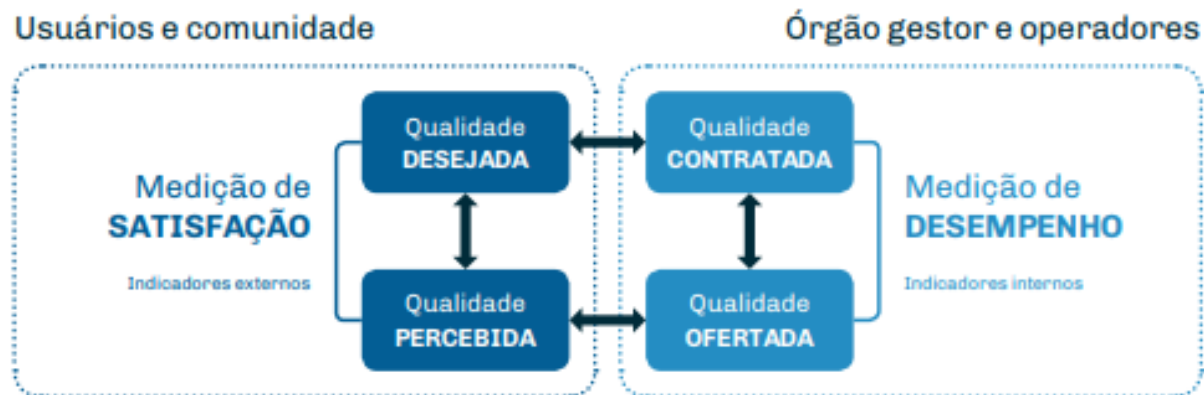 Usuários e comunidade
Órgão gestor e operadores
Qualidade
DESEJADA
Qualidade
CONTRATADA
Medição de
SATISFAÇÃO
Indicadores externos
Medição de
DESEMPENHO
Indicadores internos
Qualidade
PERCEBIDA
Qualidade
OFERTADA